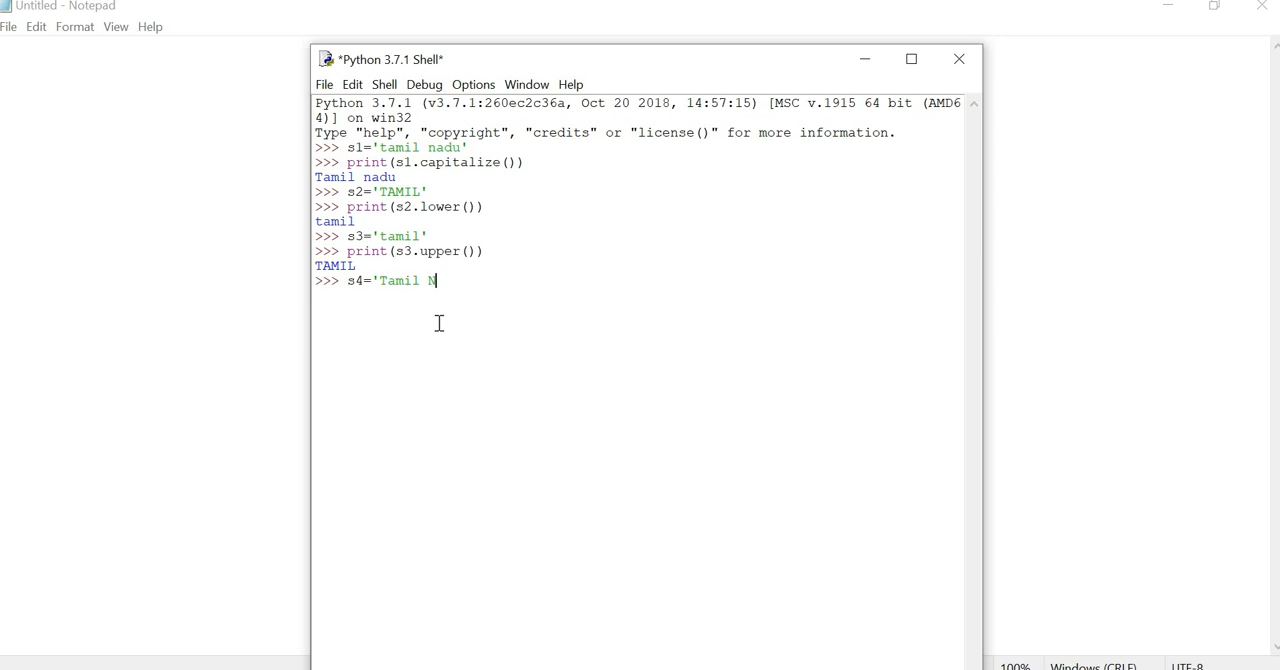 Untitled - Notepad
File Edit Format View Help
*Python 3.7.1 Shell*
File Edit Shell Debug Options Window Help
Python 3.7.1 (v3.7.1:260ec2c36a, Oct 20 2018, 14:57:15) [MSC v.1915 64 bit (AMD6
4)] on win32
Type "help", "copyright", "credits" or "license()" for more information.
>>> s1='tamil nadu'
>>> print(s1.capitalize())
Tamil nadu
>>> s2='TAMIL'
>>> print(s2.lower())
tamil
>>> s3='tamil'
>>> print(s3.upper())
TAMIL
>>> s4='Tamil N
100% Windows (CRLF) UTF-8